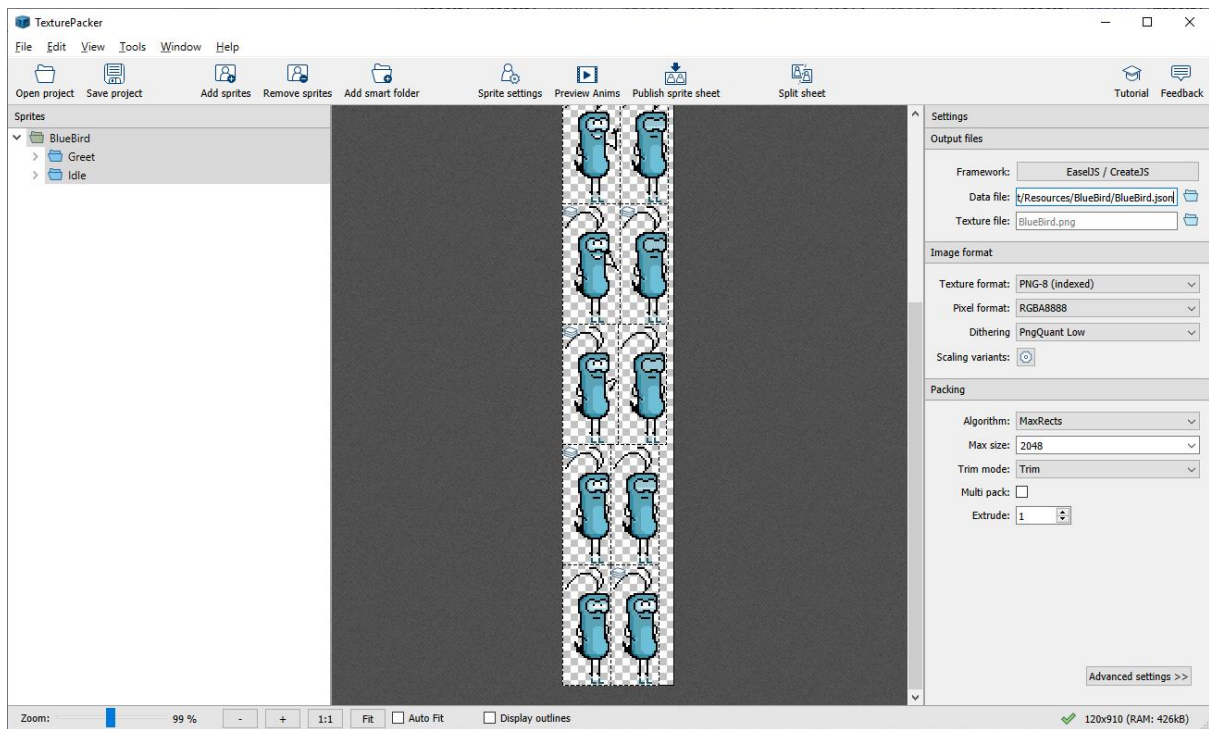 TexturePacker
File Edit View Tools Window Help
Open project Save project Add sprites Remove sprites Add smart folder Sprite settings Preview Anims Publish sprite sheet Split sheet Tutorial Feedback
Sprites
BlueBird
Greet
Idle
Settings
Output files
Framework: EaselJS / CreateJS
Data file: t/Resources/BlueBird/BlueBird.json
Texture file: BlueBird.png
Image format
Texture format: PNG-8 (indexed)
Pixel format: RGBA8888
Dithering PngQuant Low
Scaling variants:
Packing
Algorithm: MaxRects
Max size: 2048
Trim mode: Trim
Multi pack:
Extrude: 1
Advanced settings >>
Zoom: 99 % - + 1:1 Fit Auto Fit Display outlines 120x910 (RAM: 426kB)